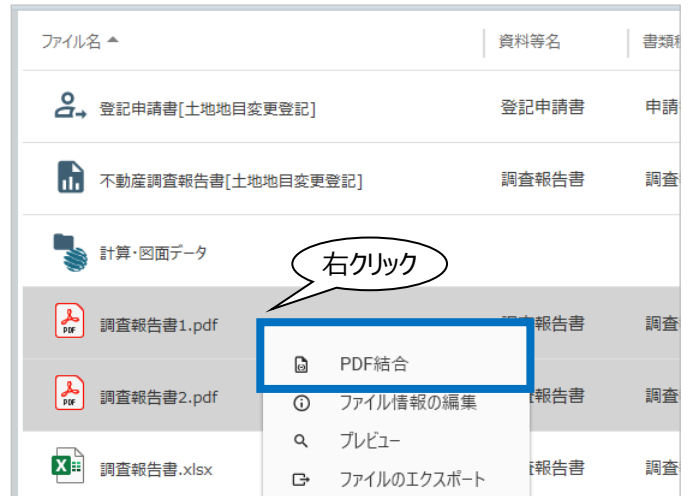 ファイル名 資料等名 書類種
登記申請書[土地地目変更登記] 登記申請書 申請
不動産調査報告書[土地地目変更登記] 調査報告書 調査
計算・図面データ
右クリック
PDF 調査報告書1.pdf 報告書 調査
PDF結合
PDF 調査報告書2.pdf 報告書 調査
ファイル情報の編集
プレビュー
調査報告書.xlsx 報告書 調査
ファイルのエクスポート